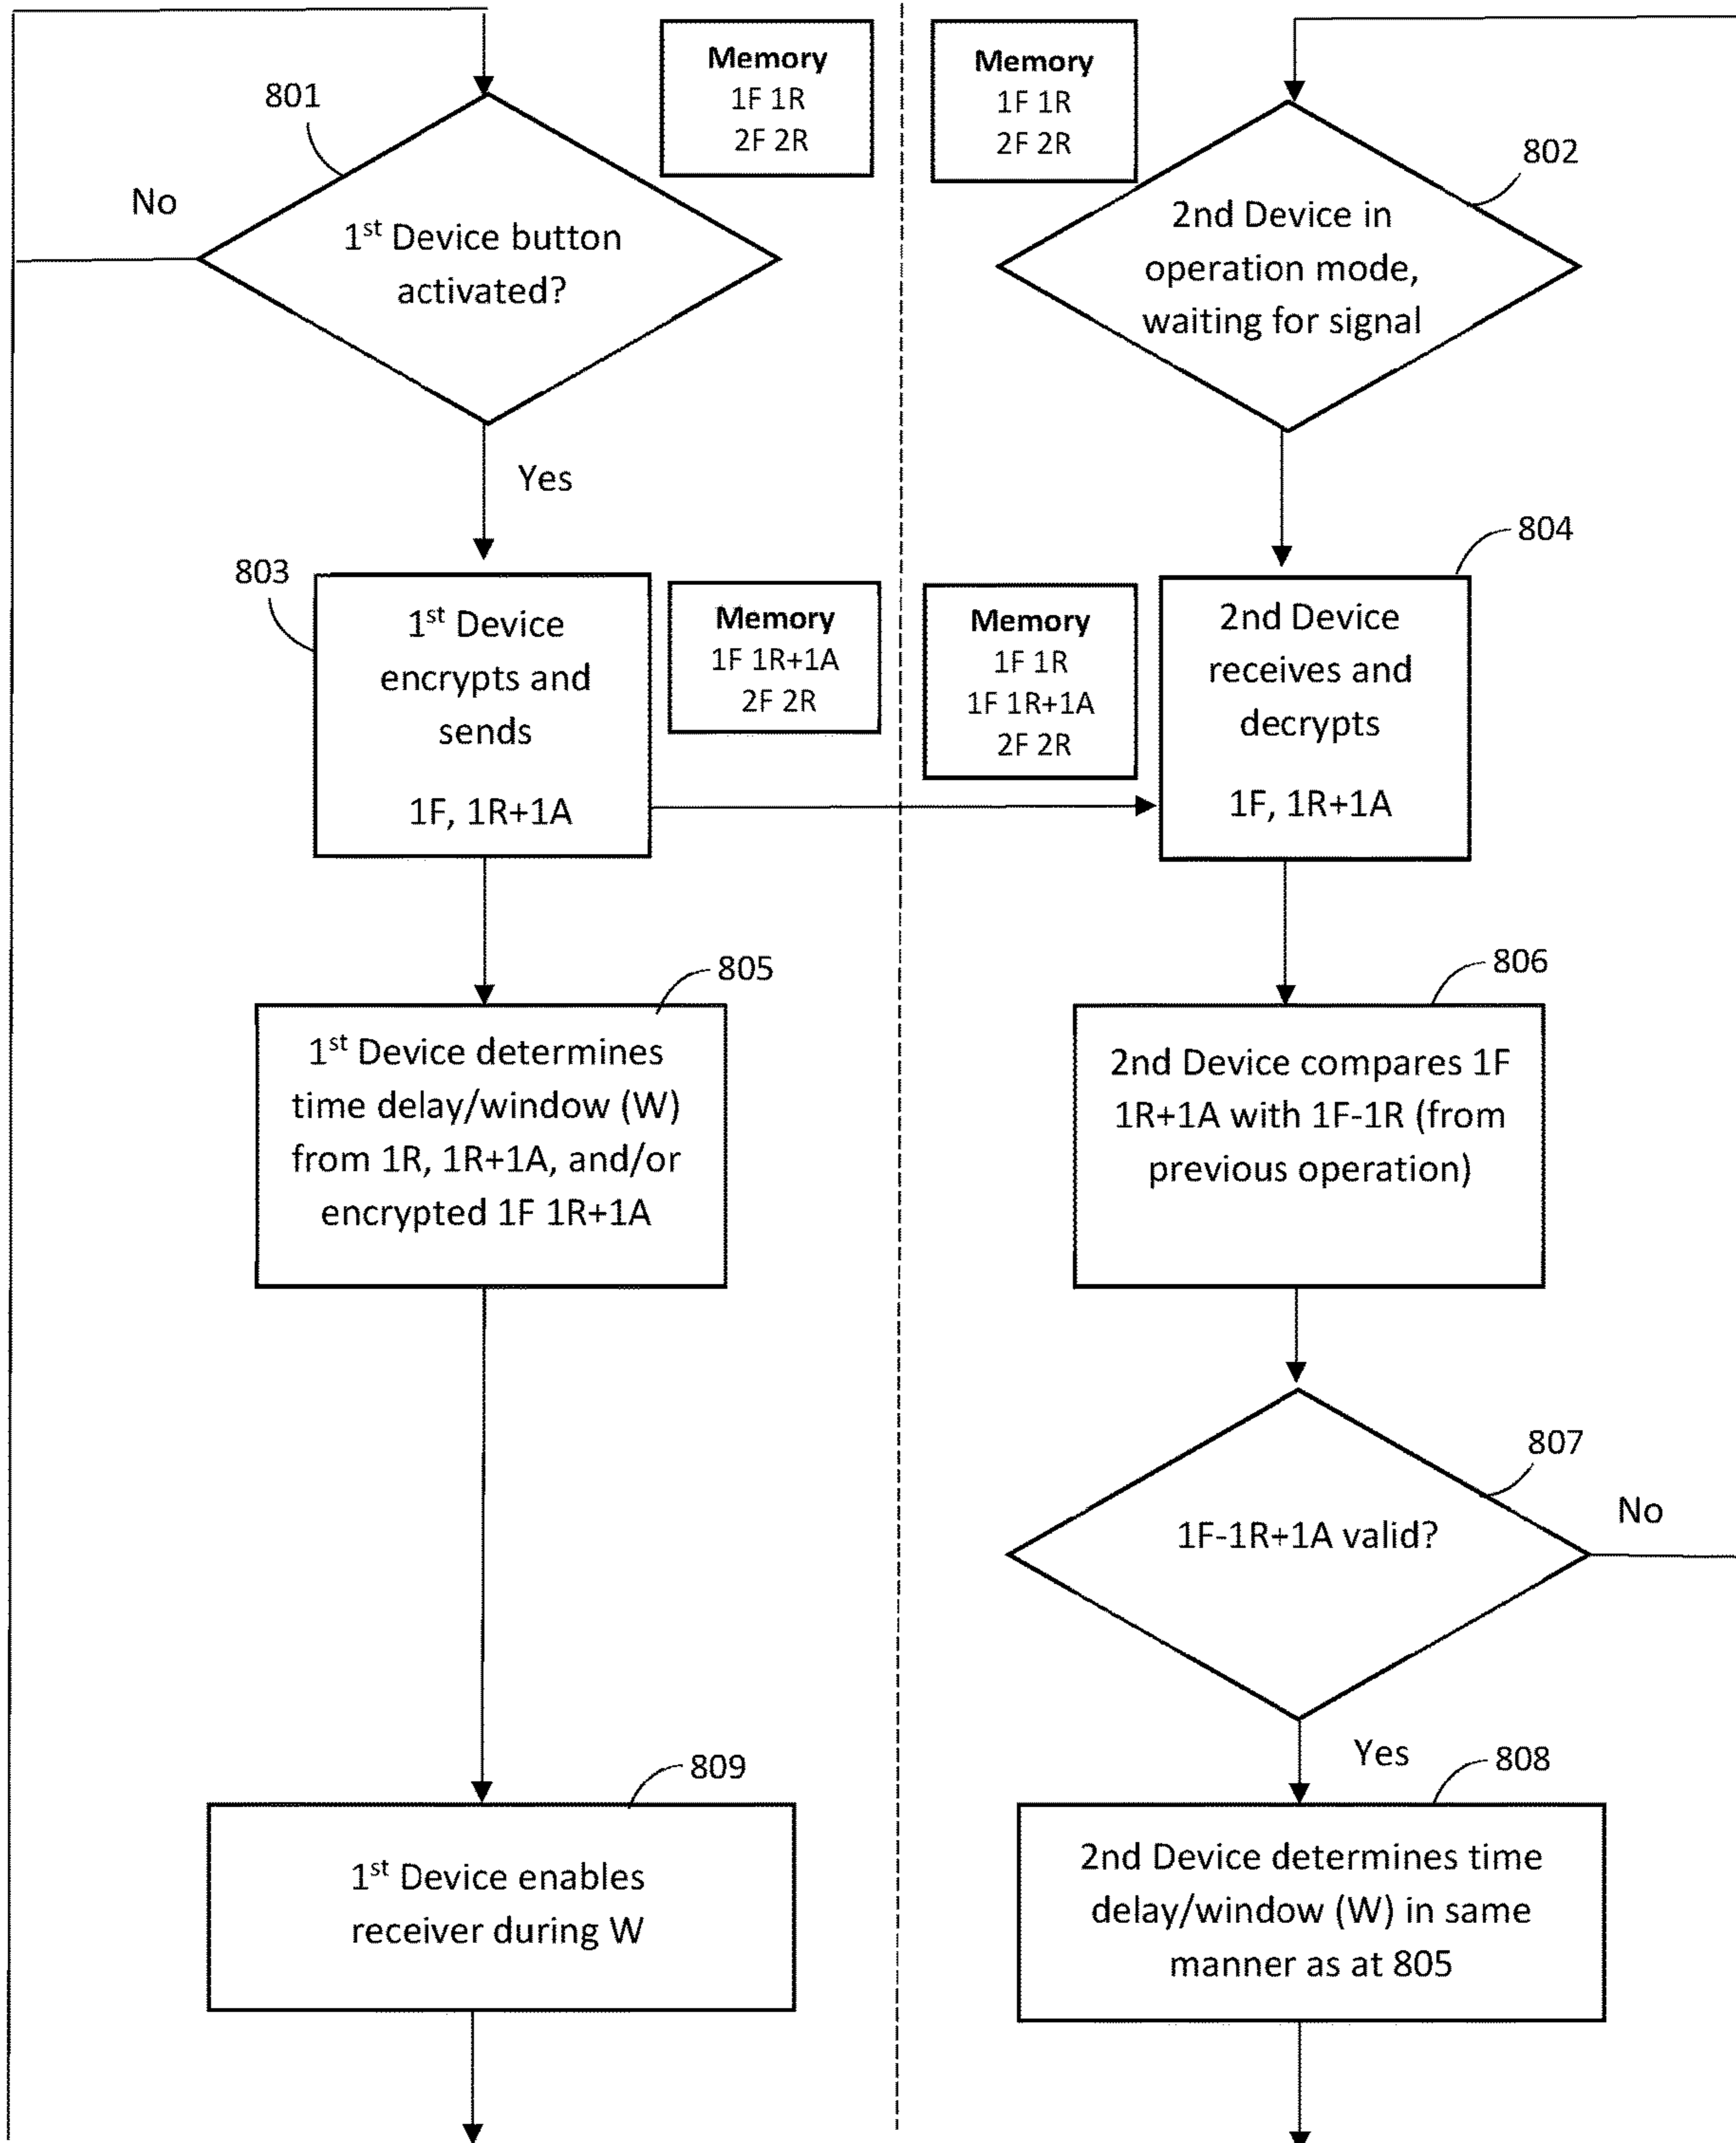 Memory
1F 1R
2F 2R
801
No
1st Device button
activated?
Yes
803
1st Device
encrypts and
sends
1F, 1R+1A
Memory
1F 1R+1A
2F 2R
805
1st Device determines
time delay/window (W)
from 1R, 1R+1A, and/or
encrypted 1F 1R+1A
809
1st Device enables
receiver during W
Memory
1F 1R
2F 2R
802
2nd Device in
operation mode,
waiting for signal
804
Memory
1F 1R
1F 1R+1A
2F 2R
2nd Device
receives and
decrypts
1F, 1R+1A
806
2nd Device compares 1F
1R+1A with 1F-1R (from
previous operation)
807
1F-1R+1A valid?
No
Yes
808
2nd Device determines time
delay/window (W) in same
manner as at 805